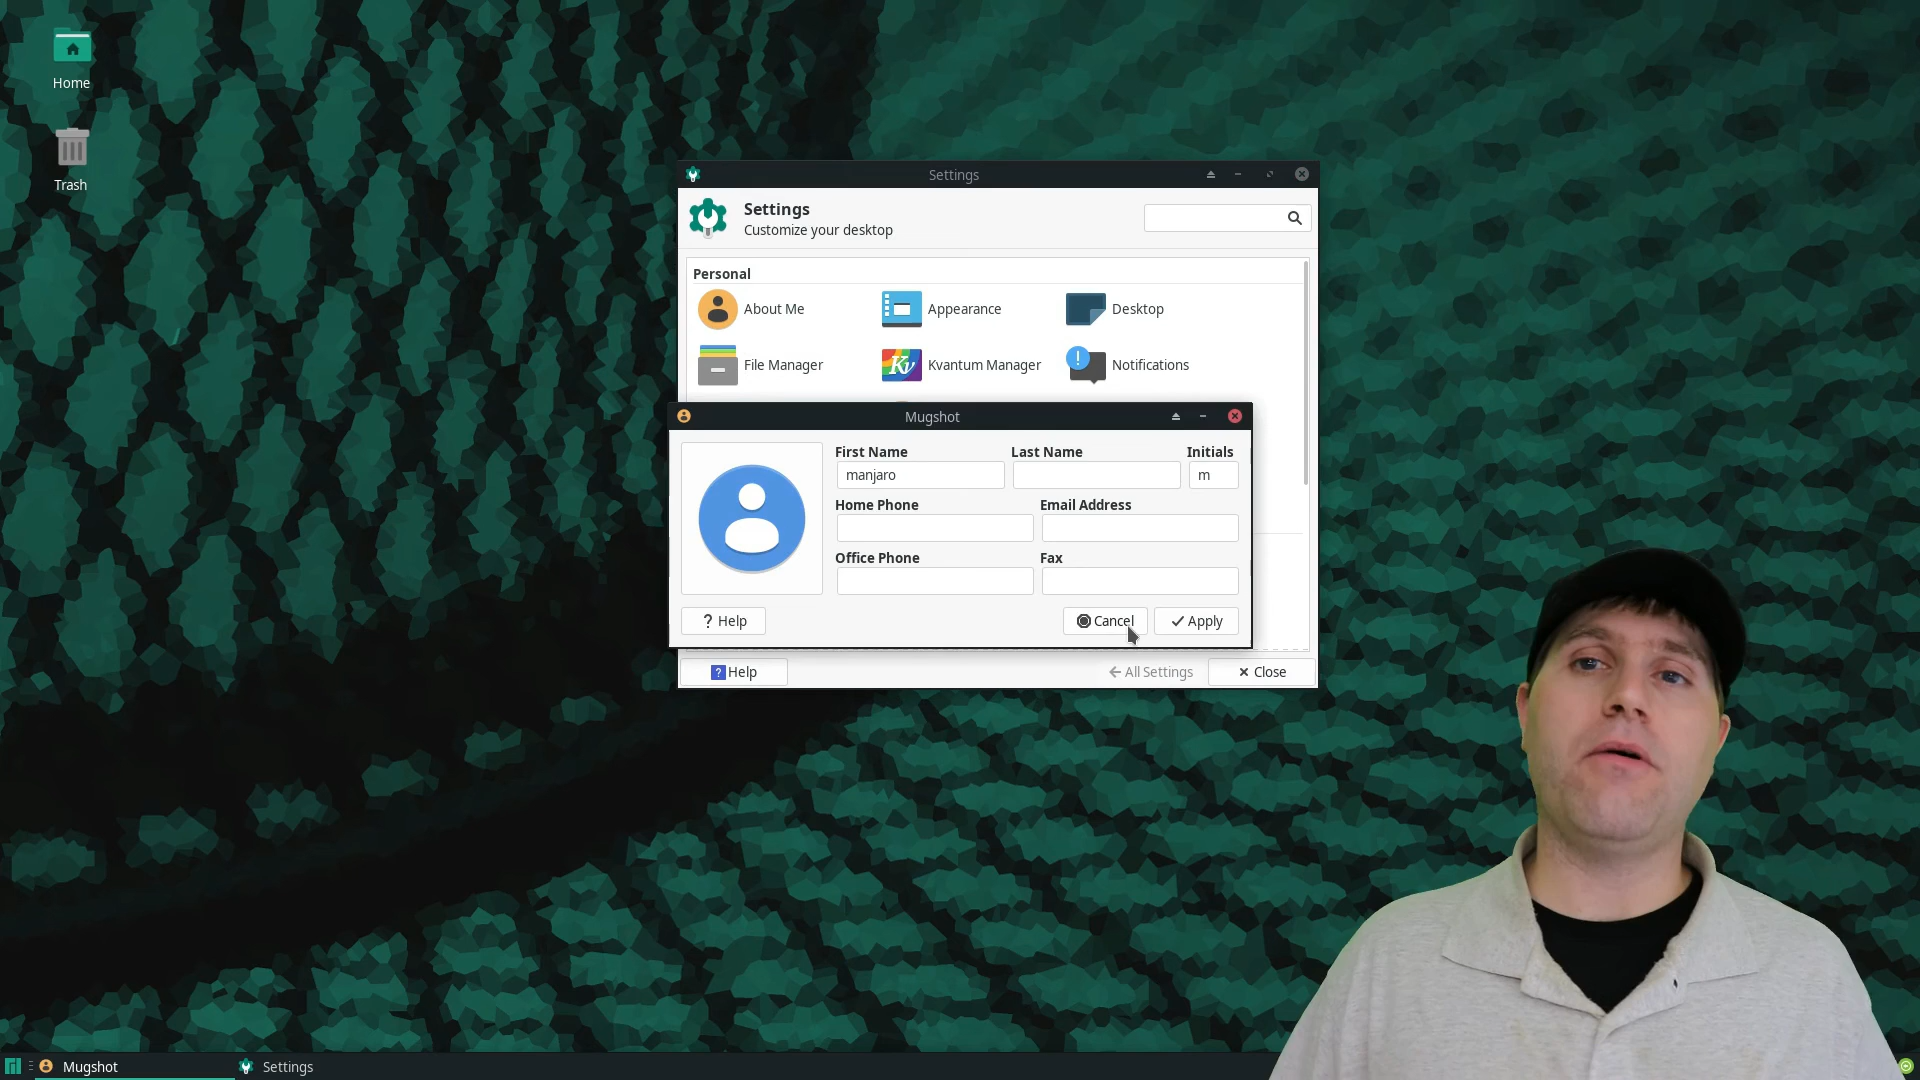 Home
Trash
Settings
Settings
Customize your desktop
Personal
About Me
Appearance
Desktop
File Manager
Kv
Kvantum Manager
!
Notifications
Mugshot
First Name
Last Name
Initials
manjaro
m
Home Phone
Email Address
Office Phone
Fax
? Help
Cancel
Apply
? Help
All Settings
Close
Mugshot
Settings